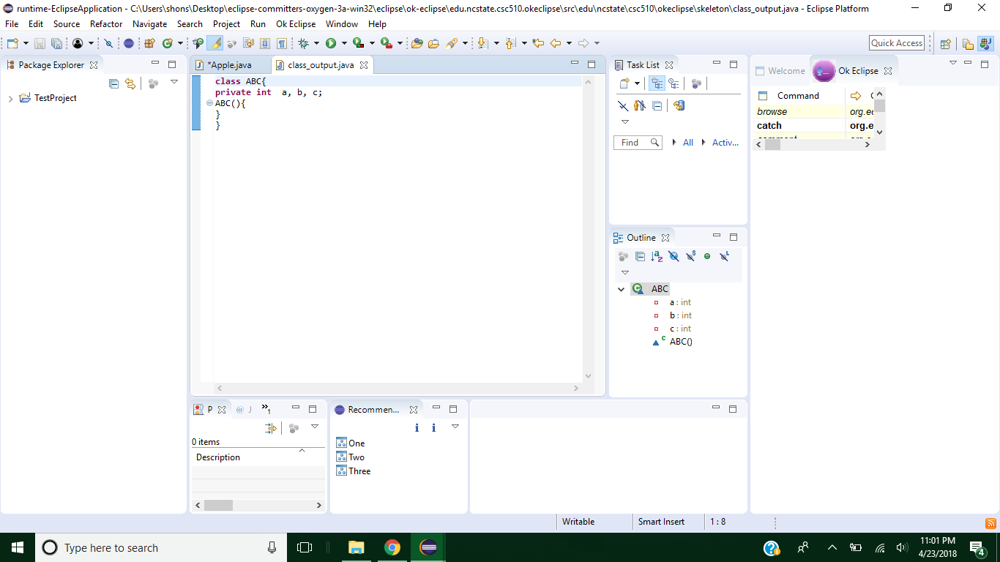 runtime-EclipseApplication - C:\Users\shons\Desktop\eclipse-committers-oxygen-3a-win32\eclipse\ok-eclipse\edu.ncstate.csc510.okeclipse\src\edu\ncstate\csc510\okeclipse\skeleton\class_output.java - Eclipse Platform
File Edit Source Refactor Navigate Search Project Run Ok Eclipse Window Help
Quick Access
Package Explorer
TestProject
*Apple.java
class_output.java
class ABC{
private int  a, b, c;
ABC(){
}
}
Task List
Find
All
Activ...
Outline
ABC
a : int
b : int
c : int
ABC()
Welcome
Ok Eclipse
Command
browse org.ec
catch org.e
P
@ J
1
0 items
Description
Recommen...
One
Two
Three
Writable
Smart Insert
1 : 8
Type here to search
11:01 PM
4/23/2018
4